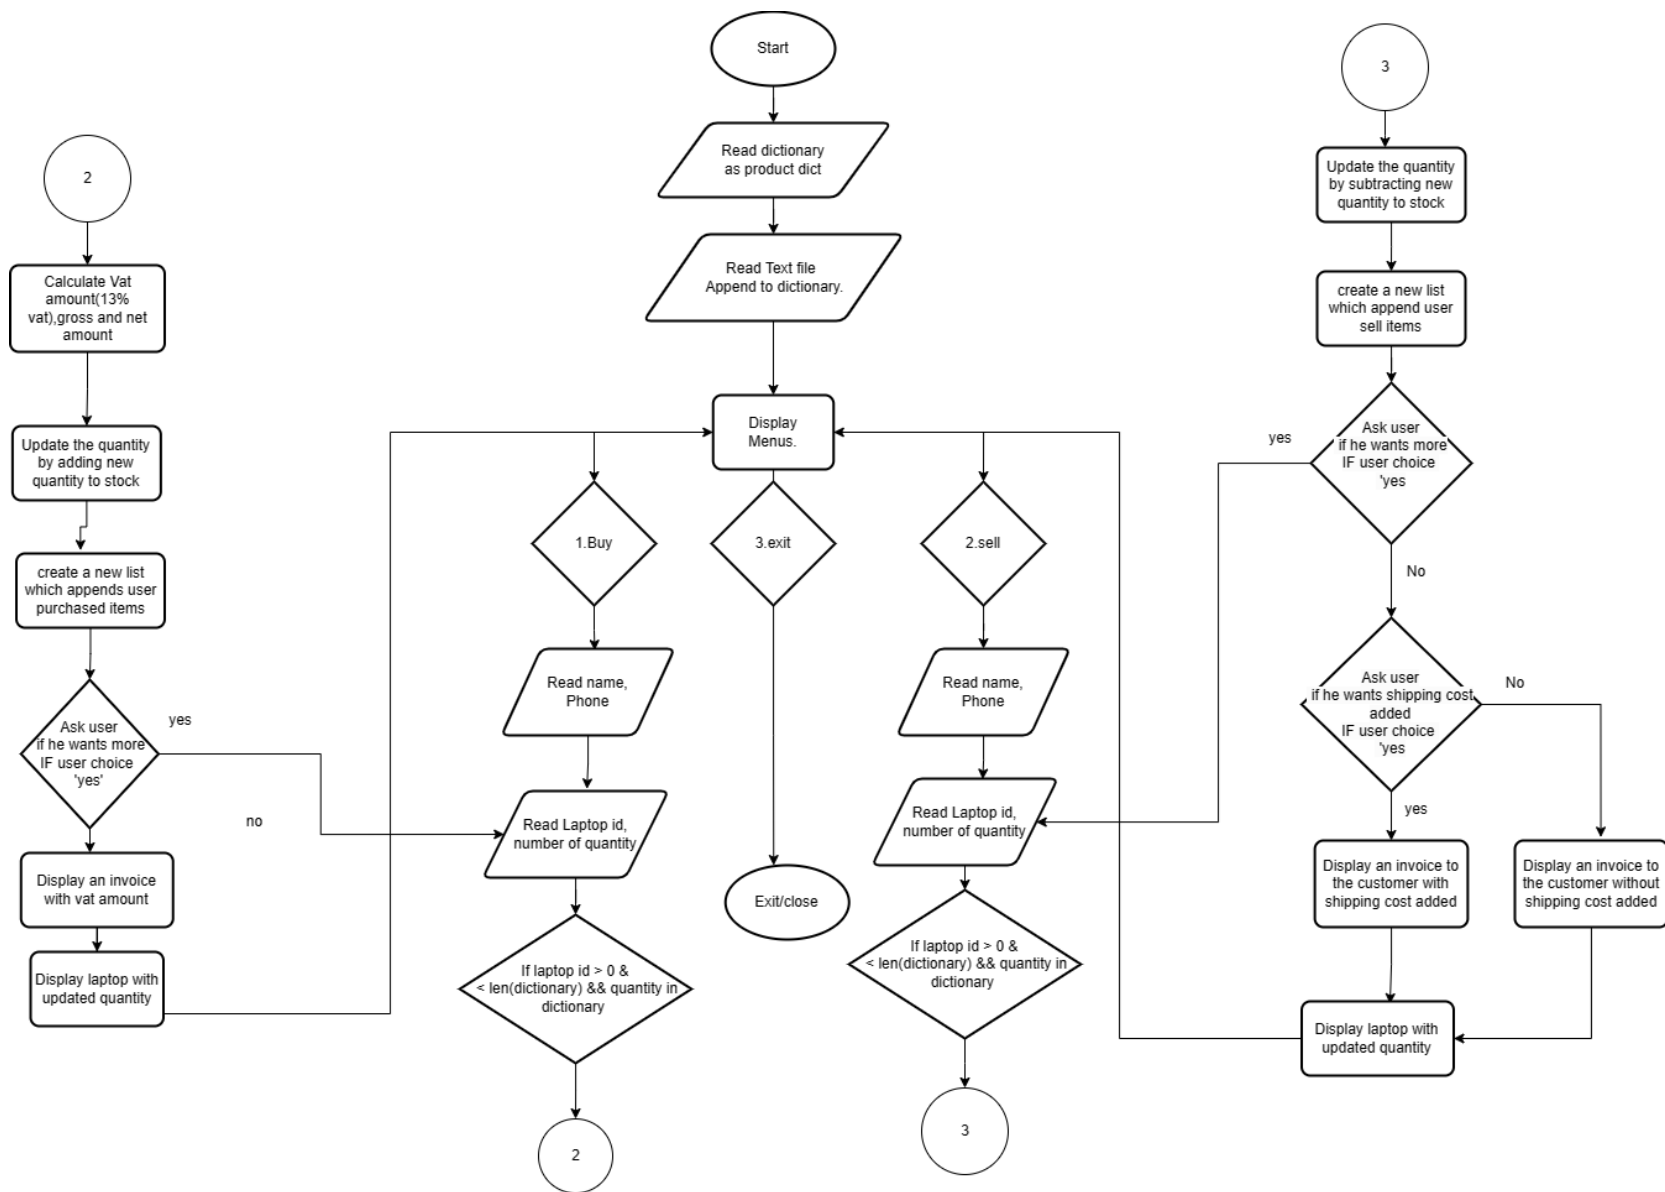 Start
Read dictionary
as product dict
Read Text file
Append to dictionary.
Display
Menus.
1.Buy
3.exit
2.sell
Read name,
Phone
Read Laptop id,
number of quantity
If laptop id > 0 &
< len(dictionary) && quantity in
dictionary
2
Exit/close
Read name,
Phone
Read Laptop id,
number of quantity
If laptop id > 0 &
< len(dictionary) && quantity in
dictionary
3
2
Calculate Vat
amount(13%
vat),gross and net
amount
Update the quantity
by adding new
quantity to stock
create a new list
which appends user
purchased items
Ask user
if he wants more
IF user choice
'yes'
yes
no
Display an invoice
with vat amount
Display laptop with
updated quantity
3
Update the quantity
by subtracting new
quantity to stock
create a new list
which append user
sell items
Ask user
if he wants more
IF user choice
'yes
yes
No
Ask user
if he wants shipping cost
added
IF user choice
'yes
No
yes
Display an invoice to
the customer with
shipping cost added
Display an invoice to
the customer without
shipping cost added
Display laptop with
updated quantity